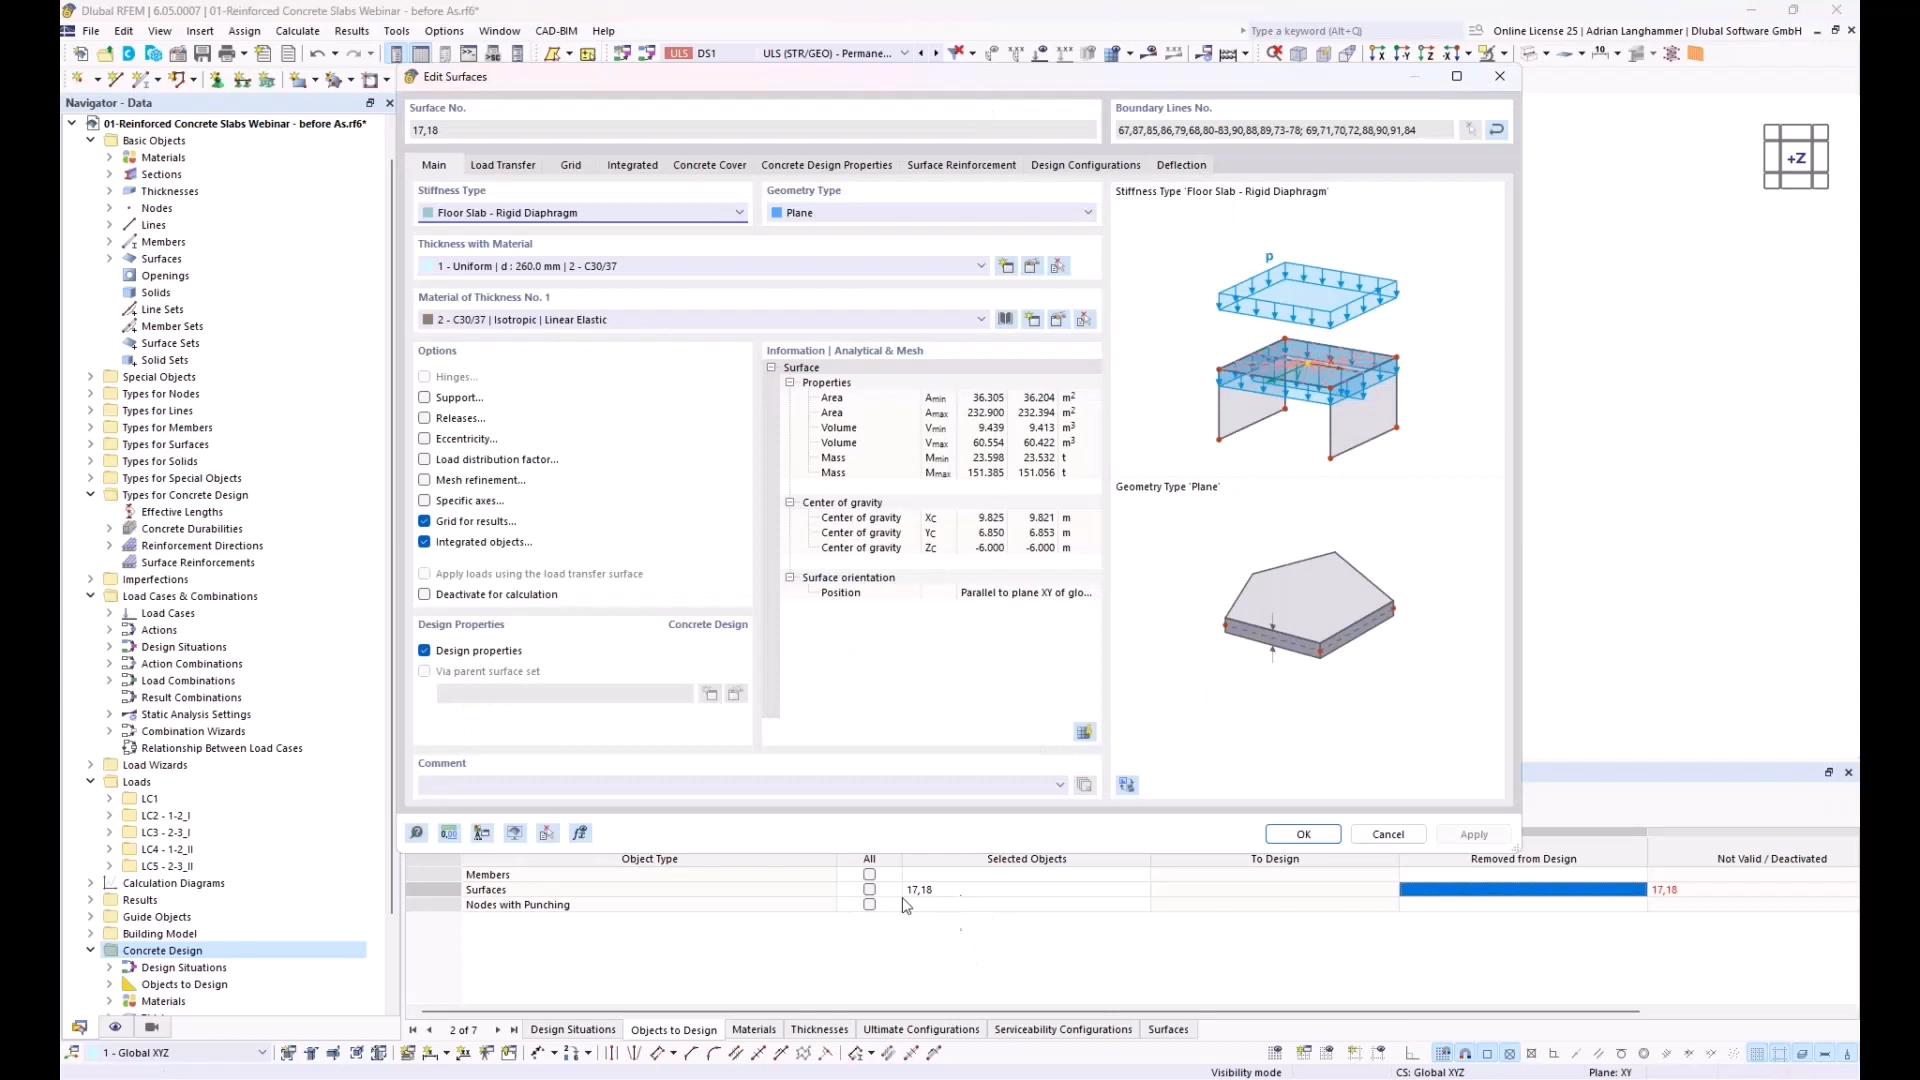 Dlubal RFEM | 6.05.0007 | 01-Reinforced Concrete Slabs Webinar - before As.rf6*
File Edit View Insert Assign Calculate Results Tools Options Window CAD-BIM Help
Type a keyword (Alt+Q)
Online License 25 | Adrian Langhammer | Dlubal Software GmbH
ULS DS1 ULS (STR/GEO) - Permane...
Navigator - Data
01-Reinforced Concrete Slabs Webinar - before As.rf6*
Basic Objects
Materials
Sections
Thicknesses
Nodes
Lines
Members
Surfaces
Openings
Solids
Line Sets
Member Sets
Surface Sets
Solid Sets
Special Objects
Types for Nodes
Types for Lines
Types for Members
Types for Surfaces
Types for Solids
Types for Special Objects
Types for Concrete Design
Effective Lengths
Concrete Durabilities
Reinforcement Directions
Surface Reinforcements
Imperfections
Load Cases & Combinations
Load Cases
Actions
Design Situations
Action Combinations
Load Combinations
Result Combinations
Static Analysis Settings
Combination Wizards
Relationship Between Load Cases
Load Wizards
Loads
LC1
LC2 - 1-2_I
LC3 - 2-3_I
LC4 - 1-2_II
LC5 - 2-3_II
Calculation Diagrams
Results
Guide Objects
Building Model
Concrete Design
Design Situations
Objects to Design
Materials
Edit Surfaces
Surface No.
17,18
Boundary Lines No.
67,87,85,86,79,68,80-83,90,88,89,73-78; 69,71,70,72,88,90,91,84
Main Load Transfer Grid Integrated Concrete Cover Concrete Design Properties Surface Reinforcement Design Configurations Deflection
Stiffness Type
Floor Slab - Rigid Diaphragm
Geometry Type
Plane
Thickness with Material
1 - Uniform | d : 260.0 mm | 2 - C30/37
Material of Thickness No. 1
2 - C30/37 | Isotropic | Linear Elastic
Options
Hinges...
Support...
Releases...
Eccentricity...
Load distribution factor...
Mesh refinement...
Specific axes...
Grid for results...
Integrated objects...
Apply loads using the load transfer surface
Deactivate for calculation
Design Properties
Concrete Design
Design properties
Via parent surface set
Information | Analytical & Mesh
Surface
Properties
Area Amin 36.305 36.204 m2
Area Amax 232.900 232.394 m2
Volume Vmin 9.439 9.413 m3
Volume Vmax 60.554 60.422 m3
Mass Mmin 23.598 23.532 t
Mass Mmax 151.385 151.056 t
Center of gravity
Center of gravity XC 9.825 9.821 m
Center of gravity YC 6.850 6.853 m
Center of gravity ZC -6.000 -6.000 m
Surface orientation
Position Parallel to plane XY of glo...
Comment
Stiffness Type 'Floor Slab - Rigid Diaphragm'
p
Geometry Type 'Plane'
+Z
OK Cancel Apply
Object Type All Selected Objects To Design Removed from Design Not Valid / Deactivated
Members
Surfaces 17,18 17,18
Nodes with Punching
2 of 7 Design Situations Objects to Design Materials Thicknesses Ultimate Configurations Serviceability Configurations Surfaces
1 - Global XYZ
Visibility mode CS: Global XYZ Plane: XY